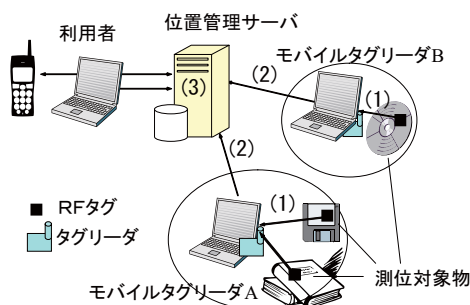 利用者
位置管理サーバ
モバイルタグリーダB
(2)
(1)
(3)
(2)
(1)
RFタグ
タグリーダ
測位対象物
モバイルタグリーダA